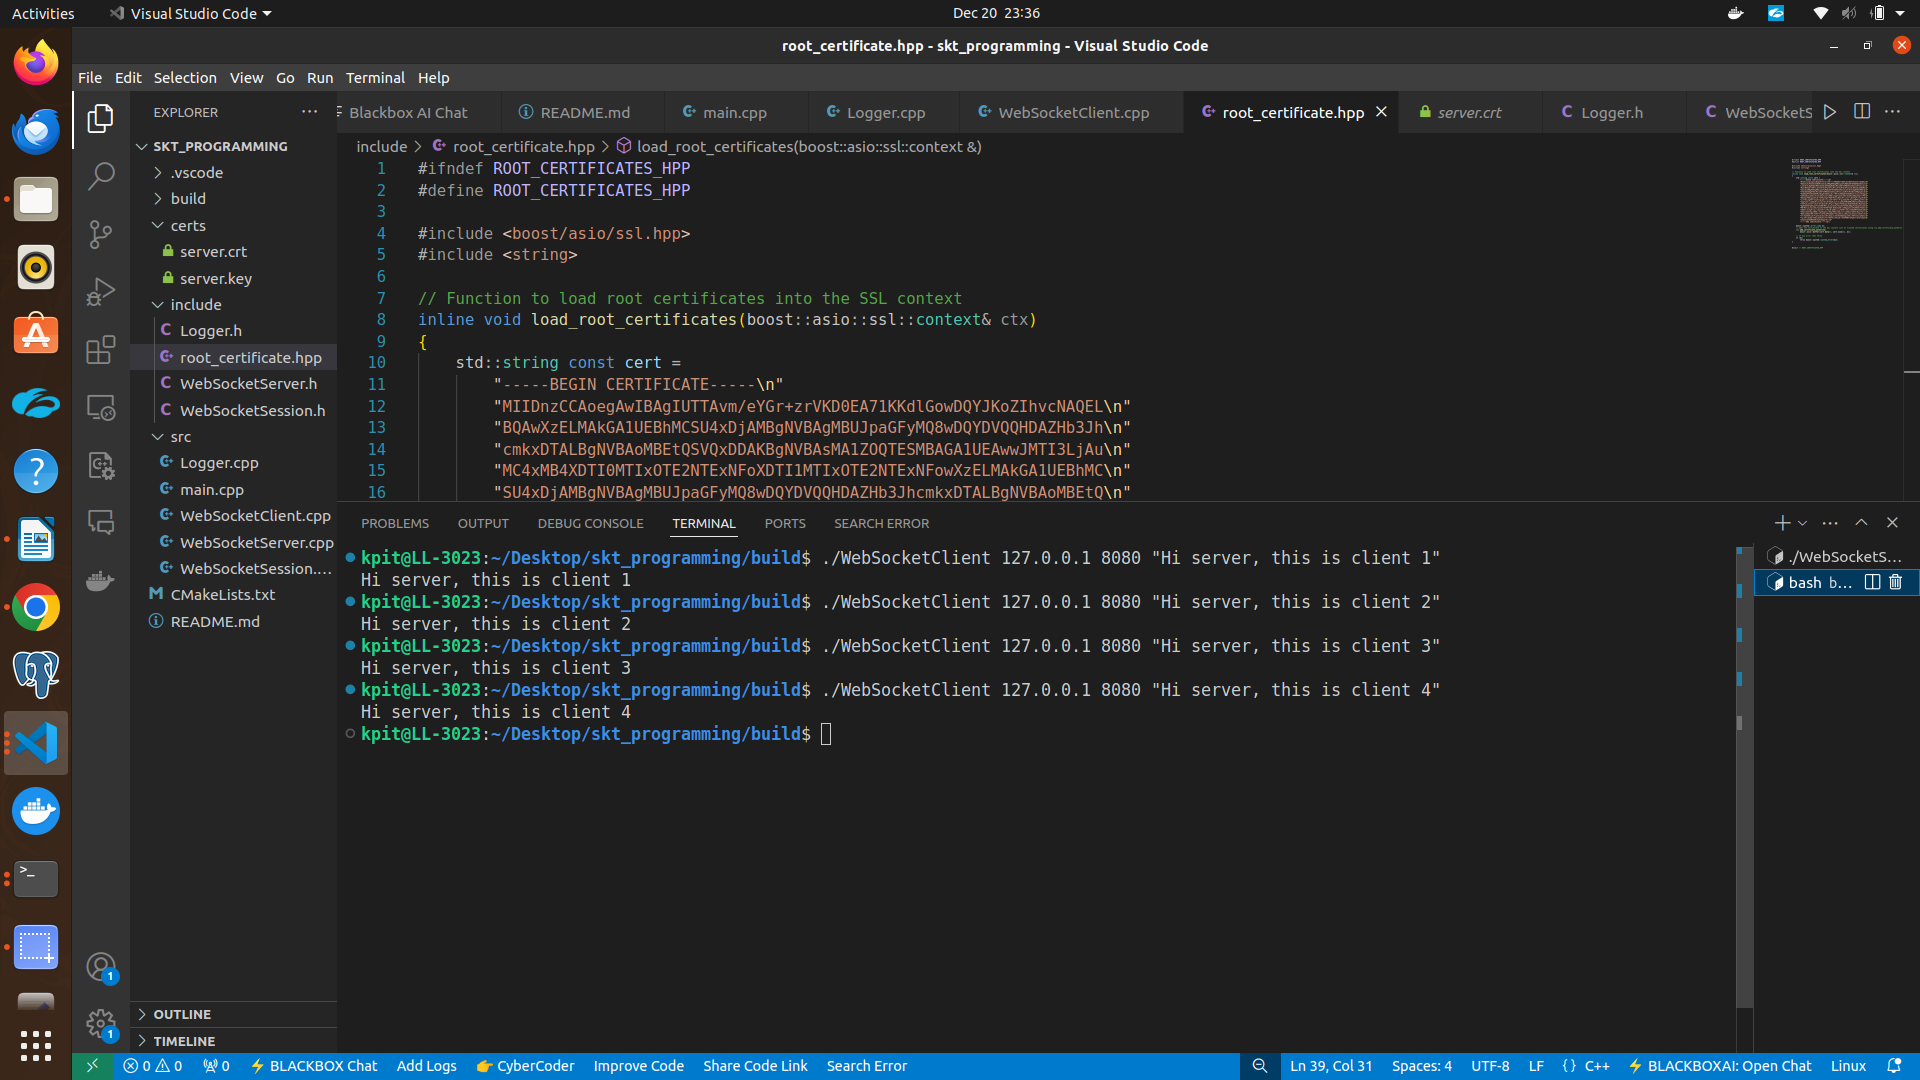 Activities
Visual Studio Code
Dec 20 23:36
root_certificate.hpp - skt_programming - Visual Studio Code
File Edit Selection View Go Run Terminal Help
EXPLORER
Blackbox AI Chat
README.md
main.cpp
Logger.cpp
WebSocketClient.cpp
root_certificate.hpp
server.crt
Logger.h
WebSocketS
SKT_PROGRAMMING
.vscode
build
certs
server.crt
server.key
include
Logger.h
root_certificate.hpp
WebSocketServer.h
WebSocketSession.h
src
Logger.cpp
main.cpp
WebSocketClient.cpp
WebSocketServer.cpp
WebSocketSession....
CMakeLists.txt
README.md
OUTLINE
TIMELINE
include > root_certificate.hpp > load_root_certificates(boost::asio::ssl::context &)
1 #ifndef ROOT_CERTIFICATES_HPP
2 #define ROOT_CERTIFICATES_HPP
3
4 #include <boost/asio/ssl.hpp>
5 #include <string>
6
7 // Function to load root certificates into the SSL context
8 inline void load_root_certificates(boost::asio::ssl::context& ctx)
9 {
10 std::string const cert =
11 "-----BEGIN CERTIFICATE-----\n"
12 "MIIDnzCCAoegAwIBAgIUTTAvm/eYGr+zrVKD0EA71KKdlGowDQYJKoZIhvcNAQEL\n"
13 "BQAwXzELMAkGA1UEBhMCSU4xDjAMBgNVBAgMBUJpaGFyMQ8wDQYDVQQHDAZHb3Jh\n"
14 "cmkxDTALBgNVBAoMBEtQSVQxDDAKBgNVBAsMA1ZOQTESMBAGA1UEAwwJMTI3LjAu\n"
15 "MC4xMB4XDTI0MTIxOTE2NTExNFoXDTI1MTIxOTE2NTExNFowXzELMAkGA1UEBhMC\n"
16 "SU4xDjAMBgNVBAgMBUJpaGFyMQ8wDQYDVQQHDAZHb3JhcmkxDTALBgNVBAoMBEtQ\n"
PROBLEMS OUTPUT DEBUG CONSOLE TERMINAL PORTS SEARCH ERROR
kpit@LL-3023:~/Desktop/skt_programming/build$ ./WebSocketClient 127.0.0.1 8080 "Hi server, this is client 1"
Hi server, this is client 1
kpit@LL-3023:~/Desktop/skt_programming/build$ ./WebSocketClient 127.0.0.1 8080 "Hi server, this is client 2"
Hi server, this is client 2
kpit@LL-3023:~/Desktop/skt_programming/build$ ./WebSocketClient 127.0.0.1 8080 "Hi server, this is client 3"
Hi server, this is client 3
kpit@LL-3023:~/Desktop/skt_programming/build$ ./WebSocketClient 127.0.0.1 8080 "Hi server, this is client 4"
Hi server, this is client 4
kpit@LL-3023:~/Desktop/skt_programming/build$
./WebSocketS...
bash b...
1
1
0 0 0 BLACKBOX Chat Add Logs CyberCoder Improve Code Share Code Link Search Error
Ln 39, Col 31 Spaces: 4 UTF-8 LF {} C++ BLACKBOXAI: Open Chat Linux